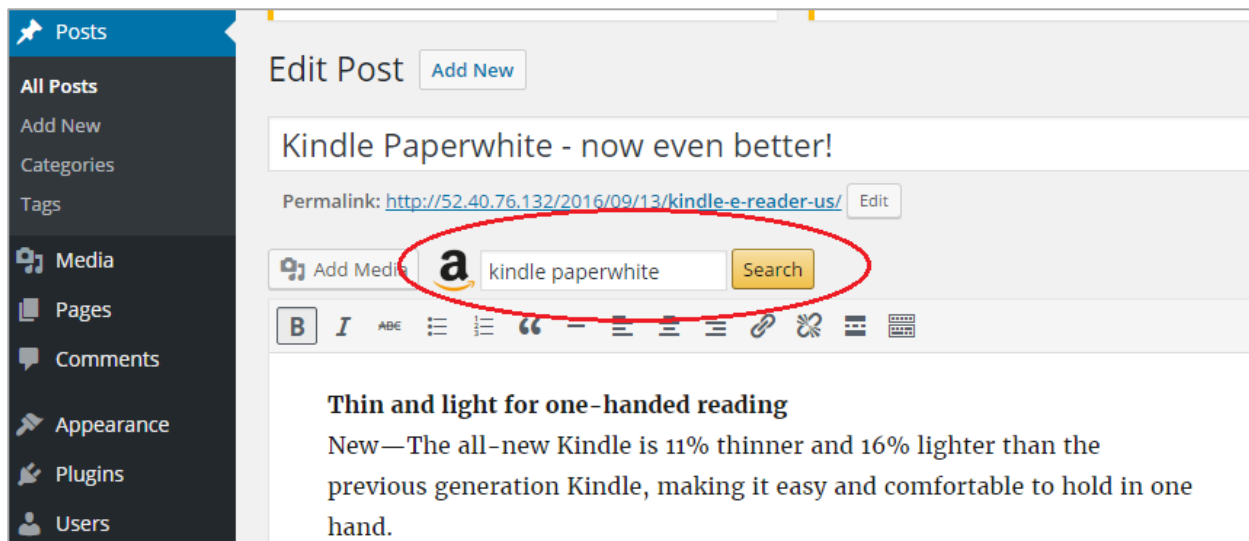 Posts
All Posts
Add New
Categories
Tags
Media
Pages
Comments
Appearance
Plugins
Users
Edit Post Add New
Kindle Paperwhite - now even better!
Permalink: http://52.40.76.132/2016/09/13/kindle-e-reader-us/ Edit
Add Media a kindle paperwhite Search
B I ABE
Thin and light for one-handed reading
New—The all-new Kindle is 11% thinner and 16% lighter than the
previous generation Kindle, making it easy and comfortable to hold in one
hand.